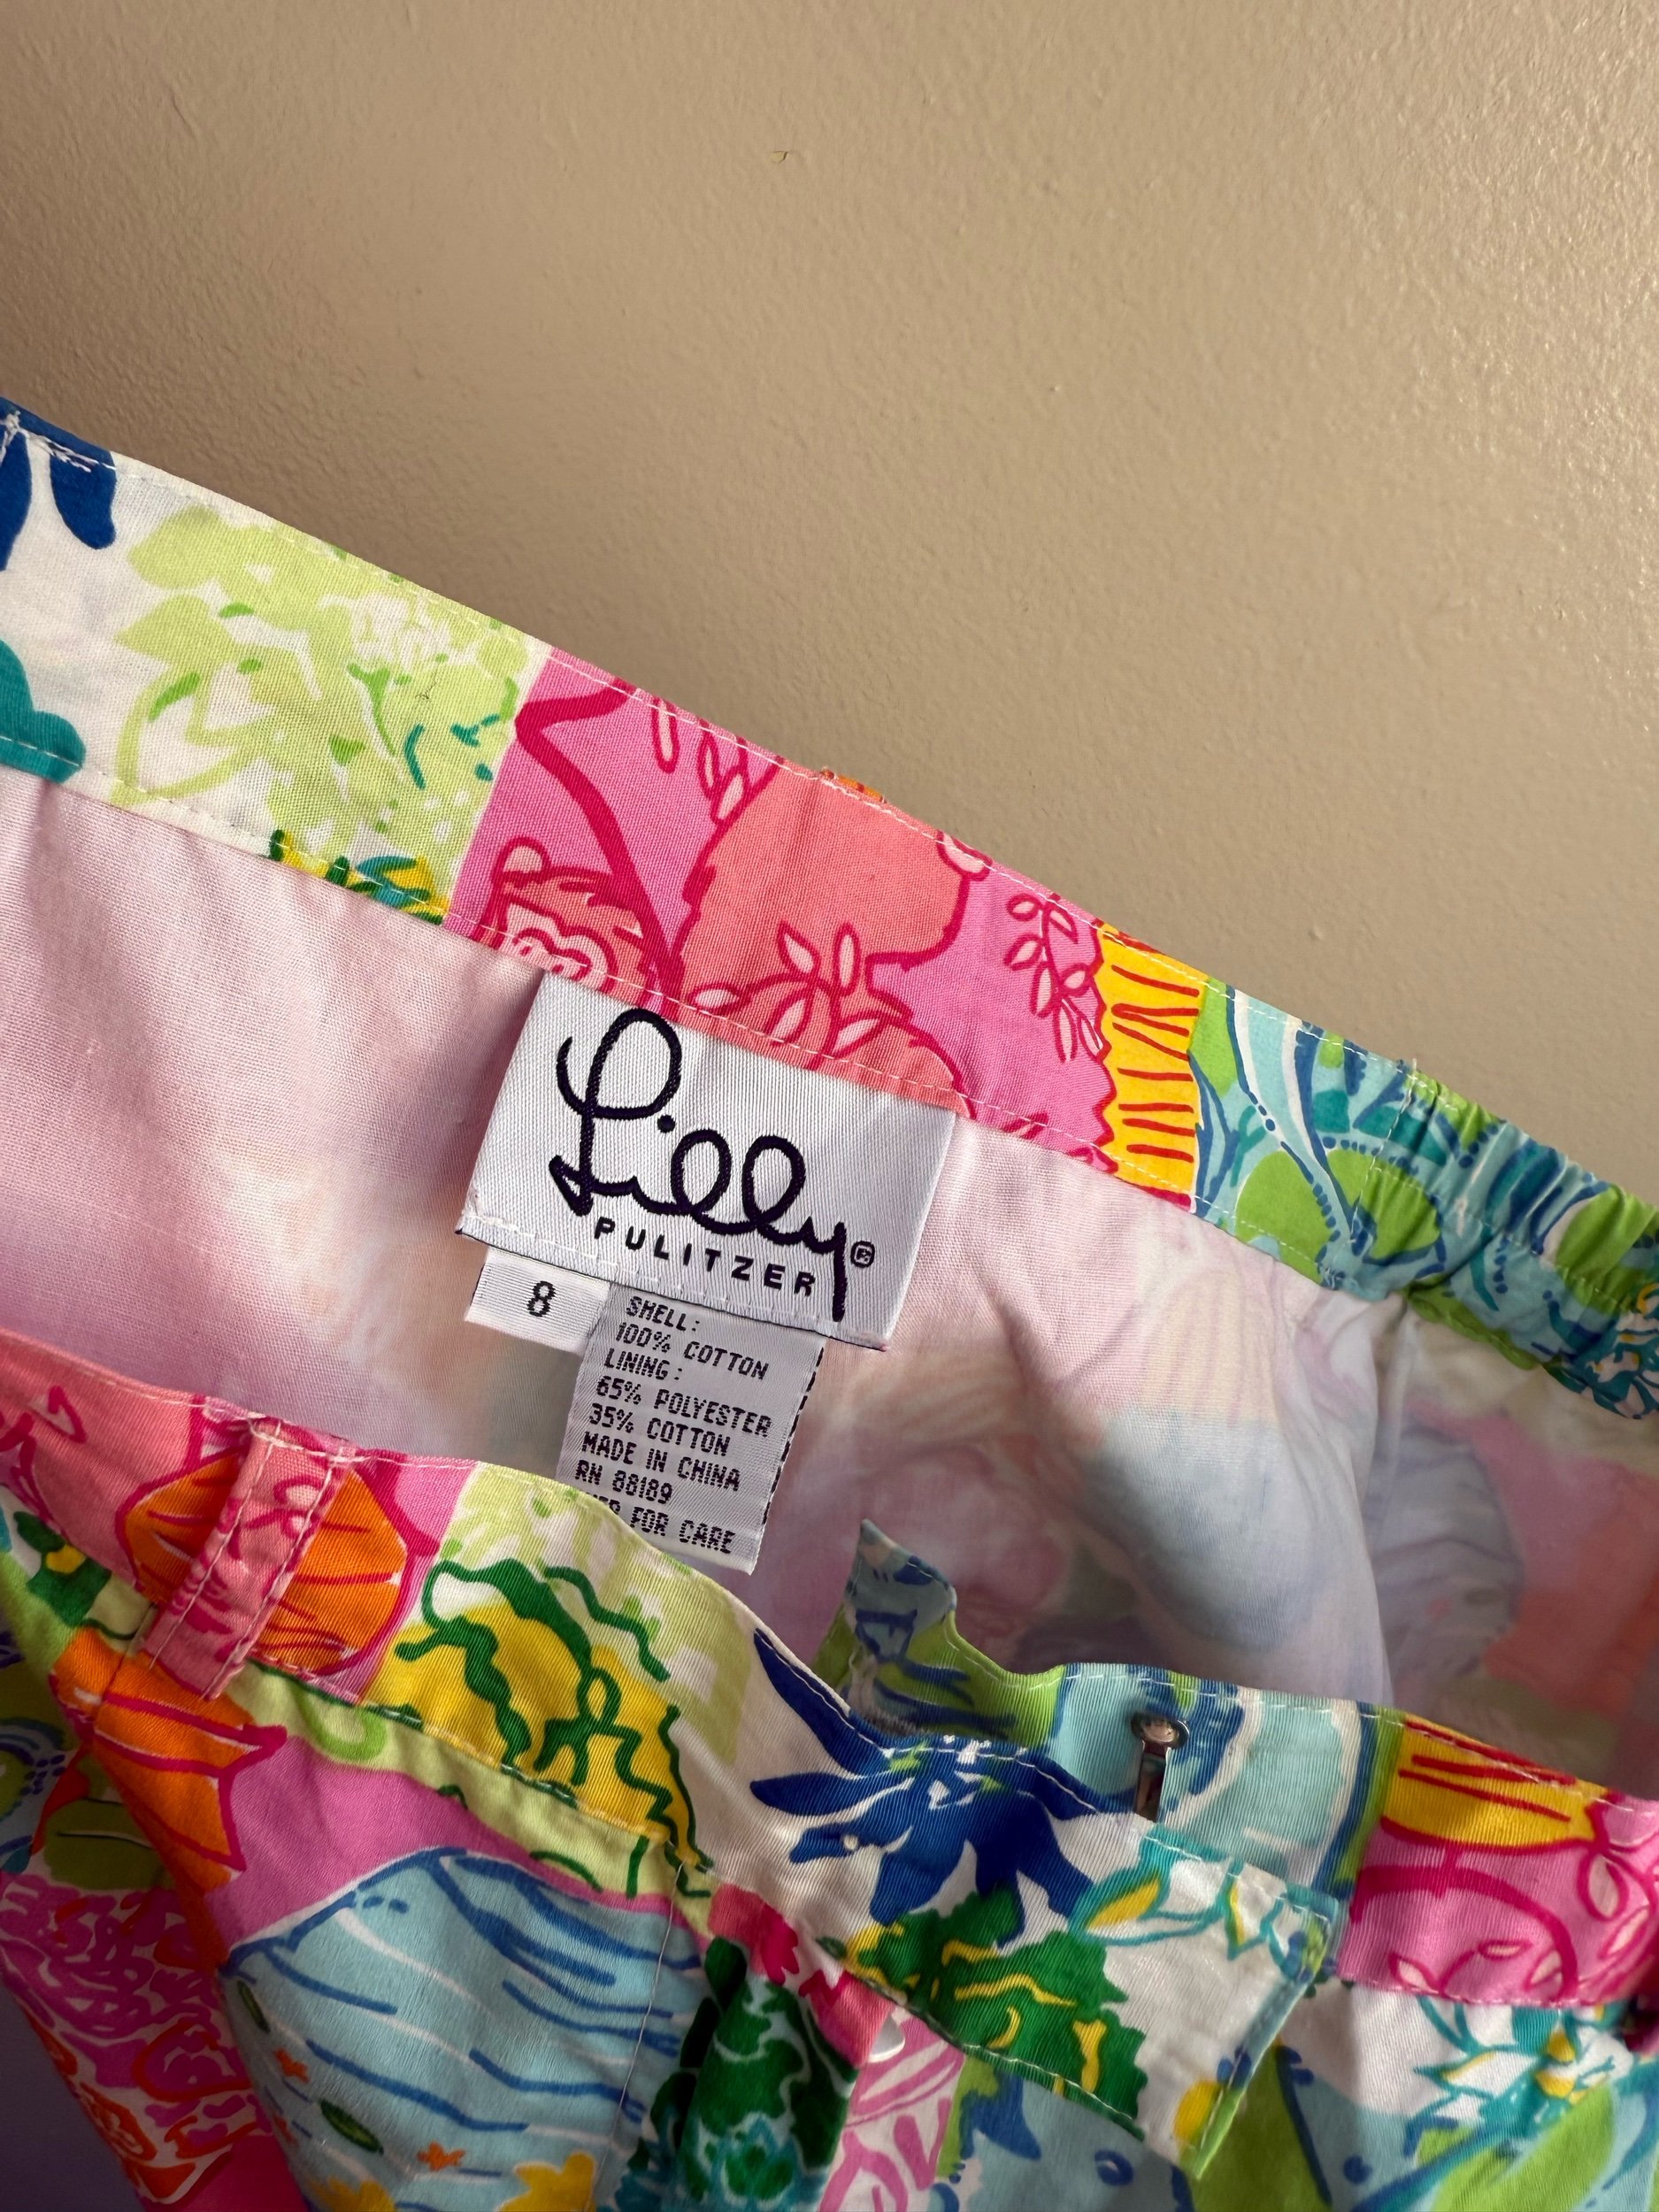 Lilly®
PULITZER
8
SHELL:
100% COTTON
LINING:
65% POLYESTER
35% COTTON
MADE IN CHINA
RN 88189
FOR CARE